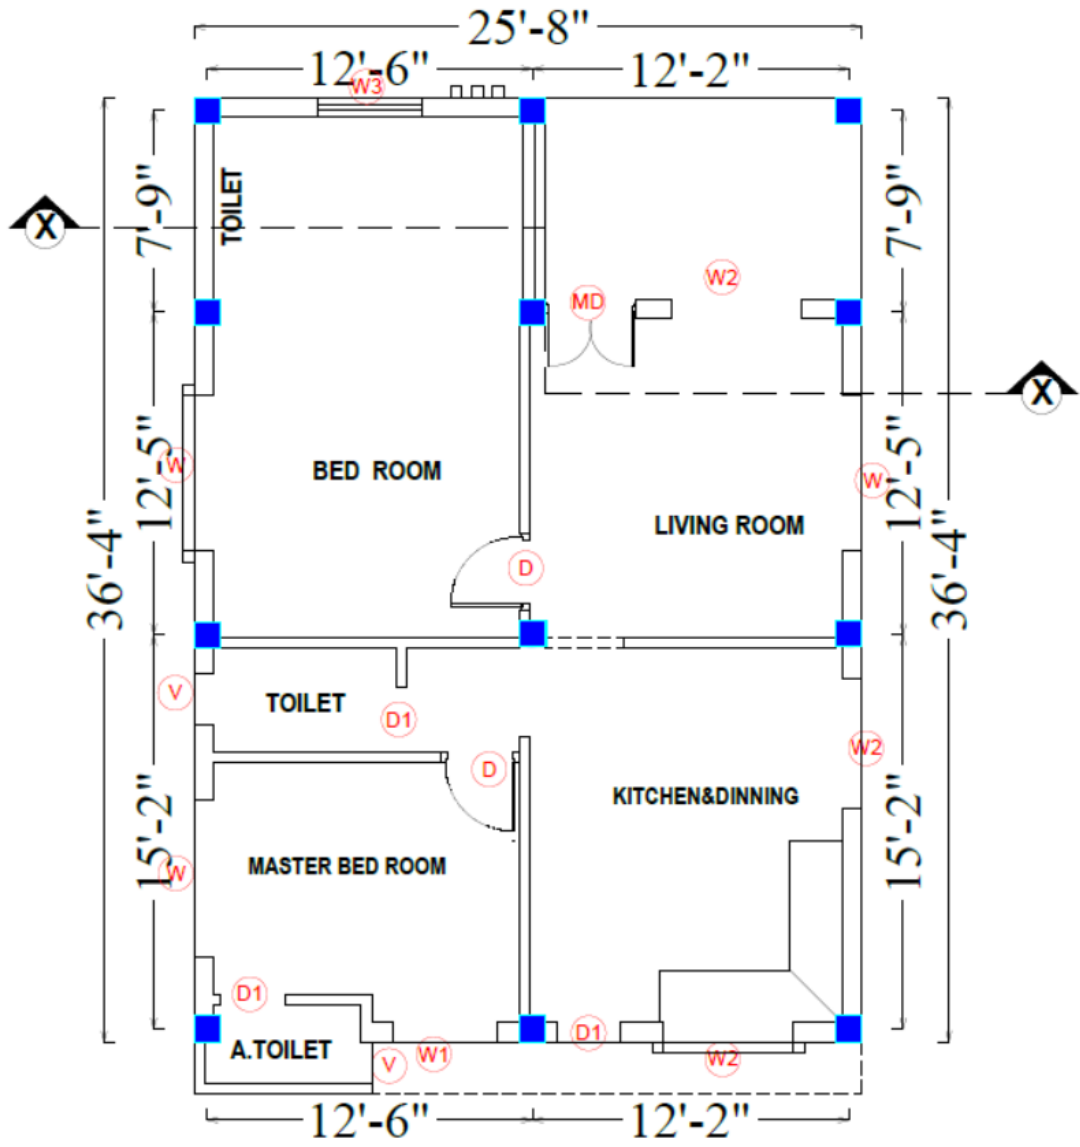 25'-8"
12'-6" 12'-2"
W3
7'-9" TOILET 7'-9"
X
W2
MD
X
12'-5" 12'-5"
W BED ROOM W
LIVING ROOM
36'-4" 36'-4"
D
V TOILET
D1
W2
D
KITCHEN&DINNING
15'-2" 15'-2"
W MASTER BED ROOM
D1
D1
A.TOILET W1 W2
V
12'-6" 12'-2"